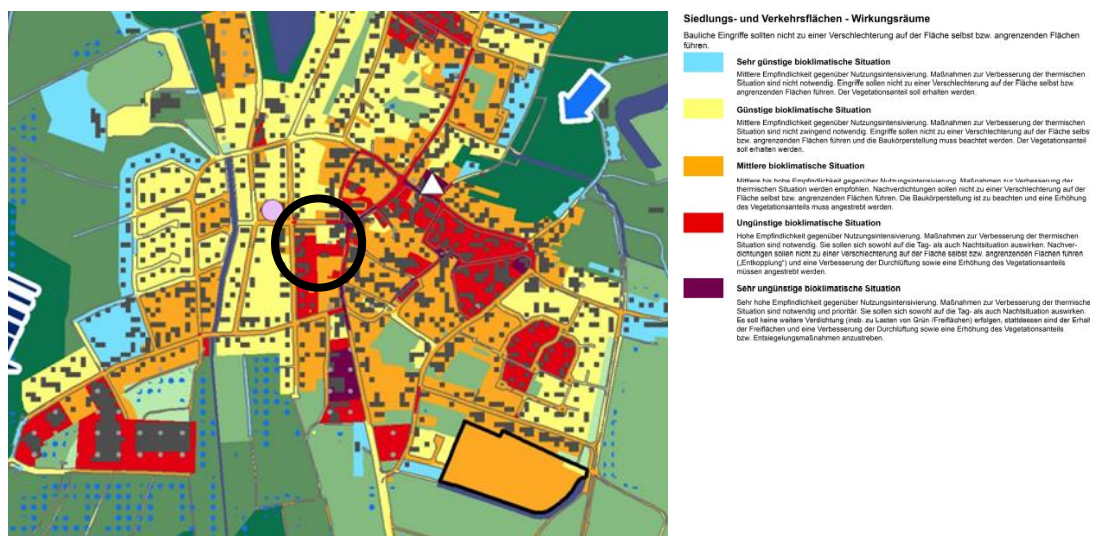 Siedlungs- und Verkehrsflächen - Wirkungsräume
Bauliche Eingriffe sollten nicht zu einer Verschlechterung auf der Fläche selbst bzw. angrenzenden Flächen
führen.
Sehr günstige bioklimatische Situation
Mittlere Empfindlichkeit gegenüber Nutzungsintensivierung. Maßnahmen zur Verbesserung der thermischen
Situation sind nicht notwendig. Eingriffe sollen nicht zu einer Verschlechterung auf der Fläche selbst bzw.
angrenzenden Flächen führen. Der Vegetationsanteil soll erhalten werden.
Günstige bioklimatische Situation
Mittlere Empfindlichkeit gegenüber Nutzungsintensivierung. Maßnahmen zur Verbesserung der thermischen
Situation sind nicht zwingend notwendig. Eingriffe sollen nicht zu einer Verschlechterung auf der Fläche selbs
bzw. angrenzenden Flächen führen und die Baukörperstellung muss beachtet werden. Der Vegetationsanteil
soll erhalten werden.
Mittlere bioklimatische Situation
Mittlere bis hohe Empfindlichkeit gegenüber Nutzungsintensivierung. Maßnahmen zur Verbesserung der
thermischen Situation werden empfohlen. Nachverdichtungen sollen nicht zu einer Verschlechterung auf der
Fläche selbst bzw. angrenzenden Flächen führen. Die Baukörperstellung ist zu beachten und eine Erhöhung
des Vegetationsanteils muss angestrebt werden.
Ungünstige bioklimatische Situation
Hohe Empfindlichkeit gegenüber Nutzungsintensivierung. Maßnahmen zur Verbesserung der thermischen
Situation sind notwendig. Sie sollen sich sowohl auf die Tag- als auch Nachtsituation auswirken. Nachver-
dichtungen sollen nicht zu einer Verschlechterung auf der Fläche selbst bzw. angrenzenden Flächen führen
(„Entkopplung“) und eine Verbesserung der Durchlüftung sowie eine Erhöhung des Vegetationsanteils
müssen angestrebt werden.
Sehr ungünstige bioklimatische Situation
Sehr hohe Empfindlichkeit gegenüber Nutzungsintensivierung. Maßnahmen zur Verbesserung der thermische
Situation sind notwendig und prioritär. Sie sollen sich sowohl auf die Tag- als auch Nachtsituation auswirken.
Es soll keine weitere Verdichtung (insb. zu Lasten von Grün-/Freiflächen) erfolgen, stattdessen sind der Erhalt
der Freiflächen und eine Verbesserung der Durchlüftung sowie eine Erhöhung des Vegetationsanteils
bzw. Entsiegelungsmaßnahmen anzustreben.